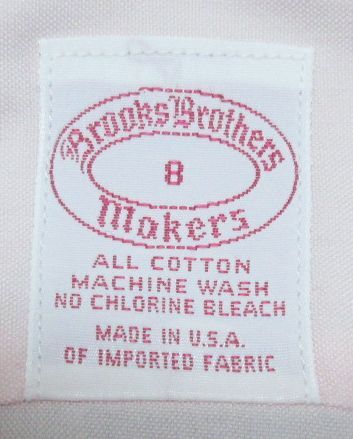 Brooks Brothers
8
Makers
ALL COTTON
MACHINE WASH
NO CHLORINE BLEACH
MADE IN U.S.A.
OF IMPORTED FABRIC